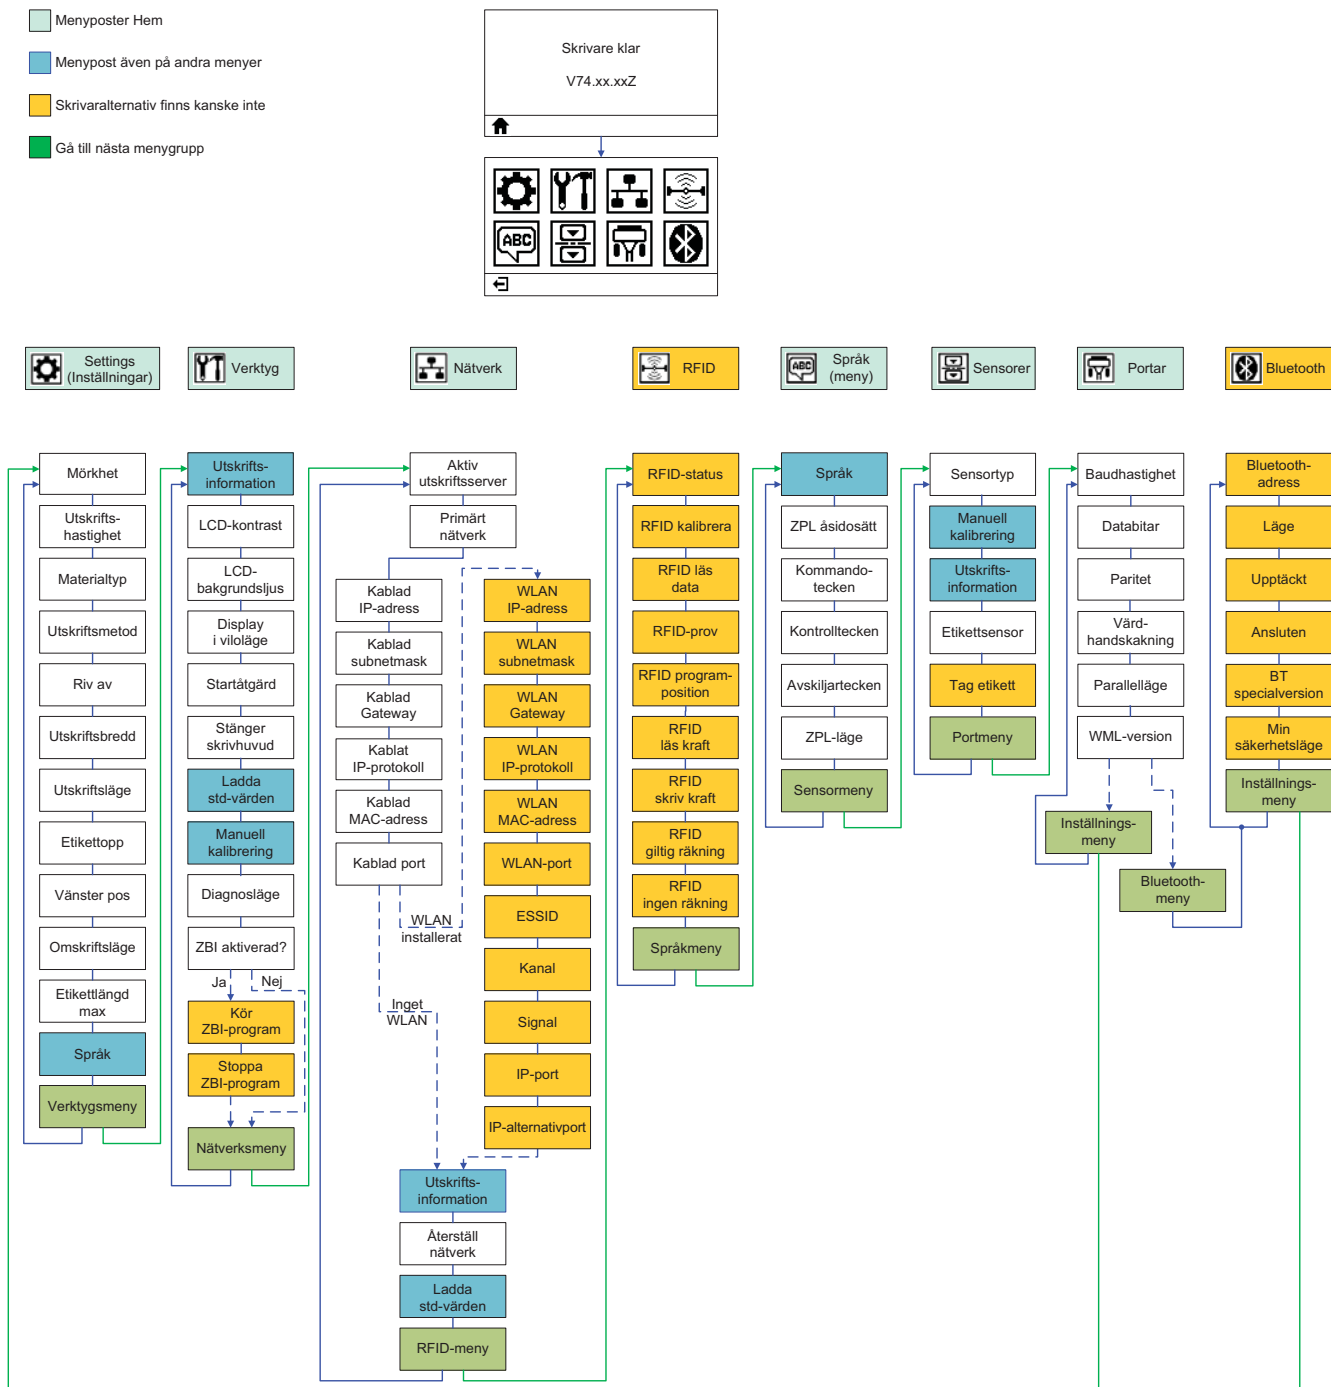 Menyposter Hem
Menypost även på andra menyer
Skrivaralternativ finns kanske inte
Gå till nästa menygrupp
Skrivare klar
V74.xx.xxZ
ABC
Settings
(Inställningar)
Verktyg
Nätverk
RFID
ABC
Språk
(meny)
Sensorer
Portar
Bluetooth
Mörkhet
Utskrifts-
hastighet
Materialtyp
Utskriftsmetod
Riv av
Utskriftsbredd
Utskriftsläge
Etikettopp
Vänster pos
Omskriftsläge
Etikettlängd
max
Språk
Verktygsmeny
Utskrifts-
information
LCD-kontrast
LCD-
bakgrundsljus
Display
i viloläge
Startåtgärd
Stänger
skrivhuvud
Ladda
std-värden
Manuell
kalibrering
Diagnosläge
ZBI aktiverad?
Ja
Nej
Kör
ZBI-program
Stoppa
ZBI-program
Nätverksmeny
Aktiv
utskriftsserver
Primärt
nätverk
Kablad
IP-adress
Kablad
subnetmask
Kablad
Gateway
Kablat
IP-protokoll
Kablad
MAC-adress
Kablad port
WLAN
installerat
Inget
WLAN
WLAN
IP-adress
WLAN
subnetmask
WLAN
Gateway
WLAN
IP-protokoll
WLAN
MAC-adress
WLAN-port
ESSID
Kanal
Signal
IP-port
IP-alternativport
Utskrifts-
information
Återställ
nätverk
Ladda
std-värden
RFID-meny
RFID-status
RFID kalibrera
RFID läs
data
RFID-prov
RFID program-
position
RFID
läs kraft
RFID
skriv kraft
RFID
giltig räkning
RFID
ingen räkning
Språkmeny
Språk
ZPL åsidosätt
Kommando-
tecken
Kontrolltecken
Avskiljartecken
ZPL-läge
Sensormeny
Sensortyp
Manuell
kalibrering
Utskrifts-
information
Etikettsensor
Tag etikett
Portmeny
Baudhastighet
Databitar
Paritet
Värd-
handskakning
Parallelläge
WML-version
Inställnings-
meny
Bluetooth-
meny
Bluetooth-
adress
Läge
Upptäckt
Ansluten
BT
specialversion
Min
säkerhetsläge
Inställnings-
meny